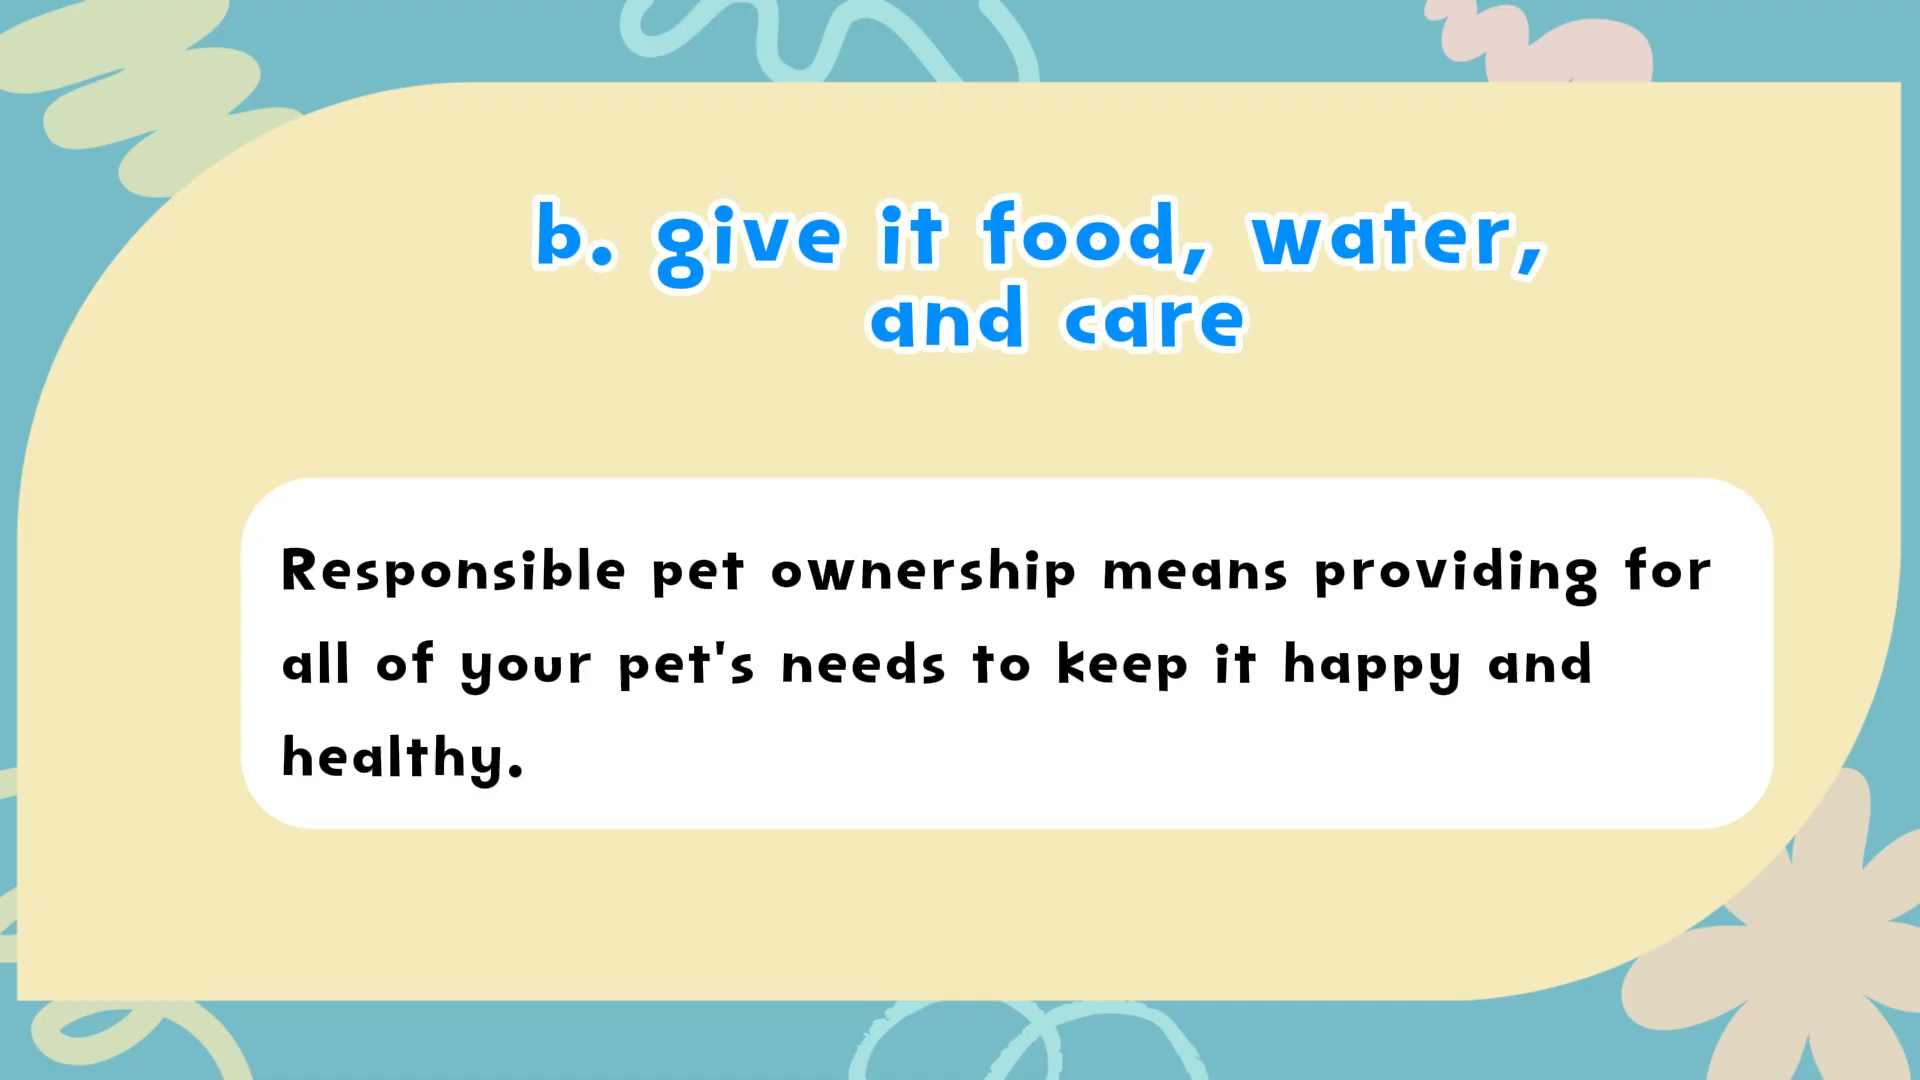 b. give it food, water,
and care
Responsible pet ownership means providing for
all of your pet's needs to keep it happy and
healthy.